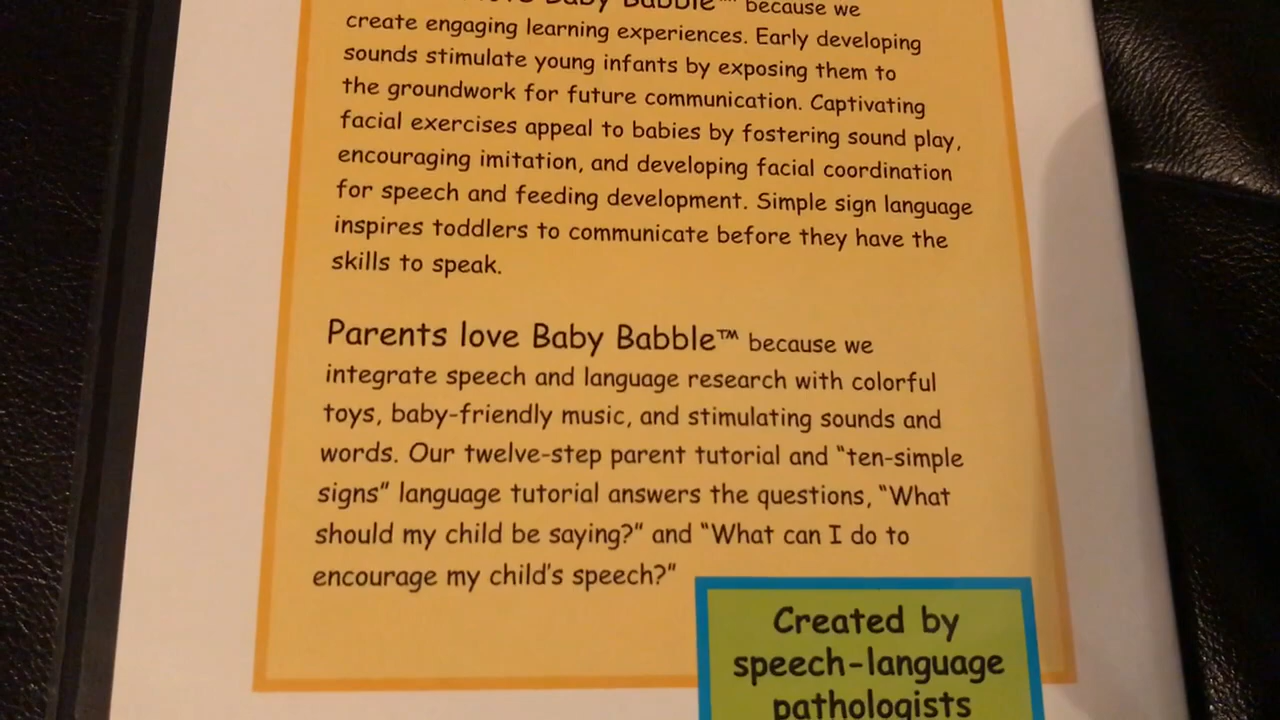 Baby Babble™ because we
create engaging learning experiences. Early developing
sounds stimulate young infants by exposing them to
the groundwork for future communication. Captivating
facial exercises appeal to babies by fostering sound play,
encouraging imitation, and developing facial coordination
for speech and feeding development. Simple sign language
inspires toddlers to communicate before they have the
skills to speak.
Parents love Baby Babble™ because we
integrate speech and language research with colorful
toys, baby-friendly music, and stimulating sounds and
words. Our twelve-step parent tutorial and “ten-simple
signs” language tutorial answers the questions, “What
should my child be saying?” and “What can I do to
encourage my child's speech?”
Created by
speech-language
pathologists